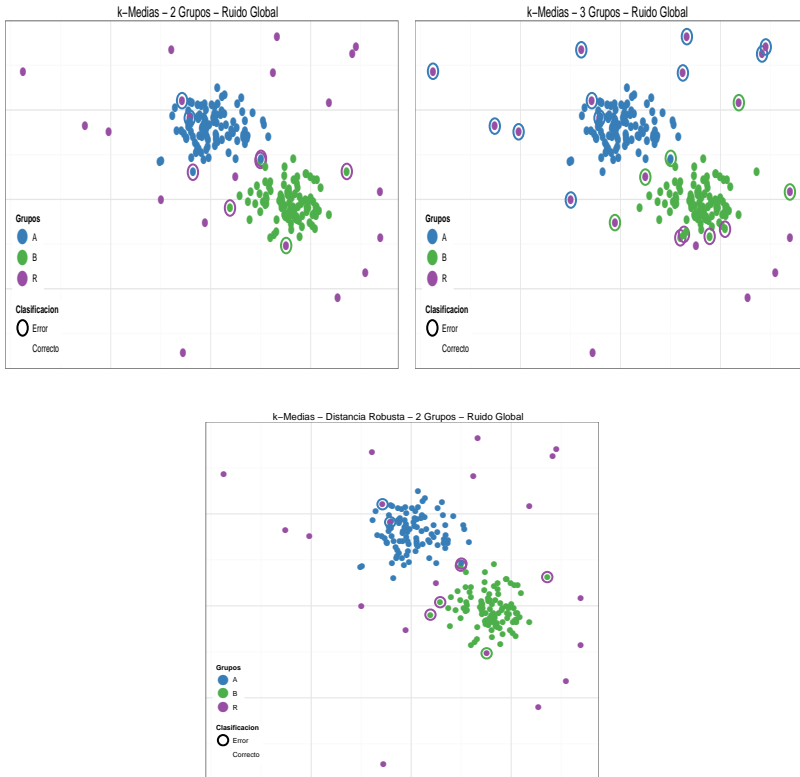 k−Medias − 2 Grupos − Ruido Global
Grupos
A
B
R
Clasificacion
Error
Correcto
k−Medias − 3 Grupos − Ruido Global
Grupos
A
B
R
Clasificacion
Error
Correcto
k−Medias − Distancia Robusta − 2 Grupos − Ruido Global
Grupos
A
B
R
Clasificacion
Error
Correcto